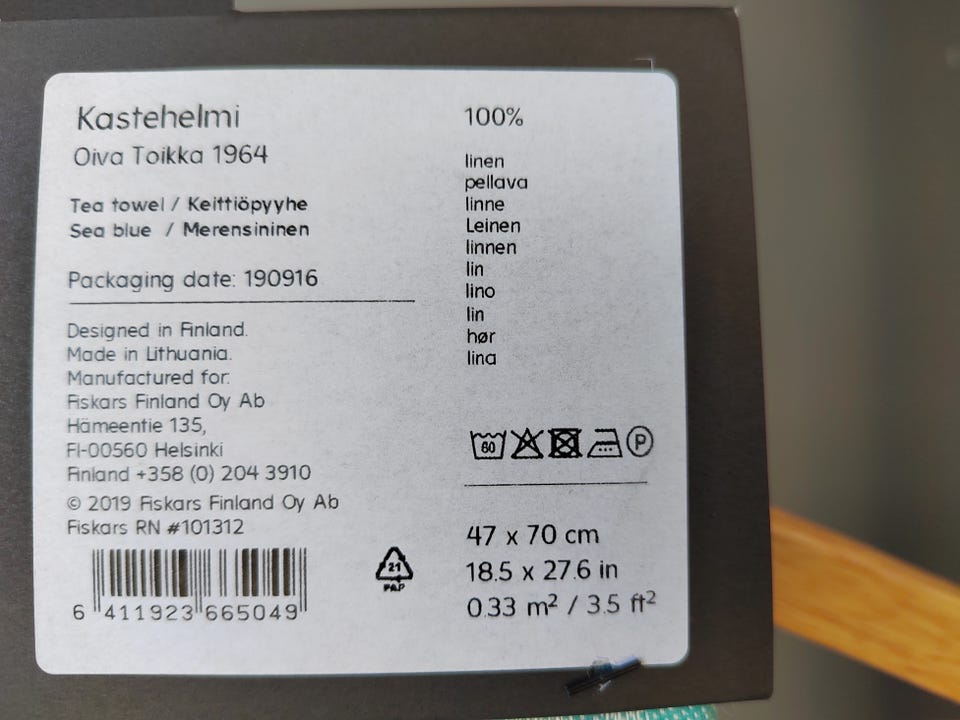 Kastehelmi
Oiva Toikka 1964
Tea towel / Keittiöpyyhe
Sea blue / Merensininen
Packaging date: 190916
Designed in Finland.
Made in Lithuania.
Manufactured for:
Fiskars Finland Oy Ab
Hämeentie 135,
FI-00560 Helsinki
Finland +358 (0) 204 3910
© 2019 Fiskars Finland Oy Ab
Fiskars RN #101312
6 411923 665049
21
PAP
100%
linen
pellava
linne
Leinen
linnen
lin
lino
lin
hør
lina
60
P
47 x 70 cm
18.5 x 27.6 in
0.33 m² / 3.5 ft²